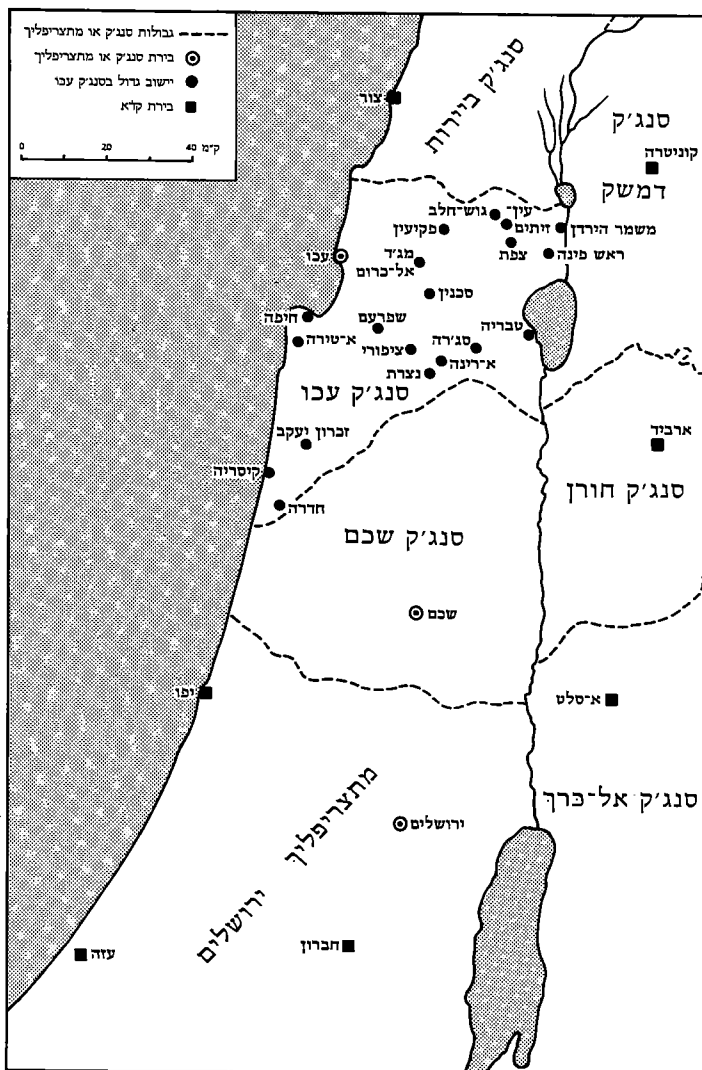 גבולות סנג׳ק או מתצריפליך
בירת סנג׳ק או מתצריפליך
יישוב גדול בסנג׳ק עכו
בירת קז׳א
0 20 40 ק״מ
סנג׳ק ביירות
צור
סנג׳ק
קוניטרה
דמשק
גוש־חלב
עין־
זיתים
פקיעין
משמר הירדן
צפת
ראש פינה
עכו
מג׳ד
אל־כרום
סכנין
חיפה
שפרעם
טבריה
א־טירה
ציפורי
סג׳רה
א־רינה
נצרת
סנג׳ק עכו
זכרון יעקב
ארביד
קיסריה
חדרה
סנג׳ק חורן
סנג׳ק שכם
שכם
יפו
א־סלט
סנג׳ק אל־כרך
מתצריפליך ירושלים
ירושלים
חברון
עזה